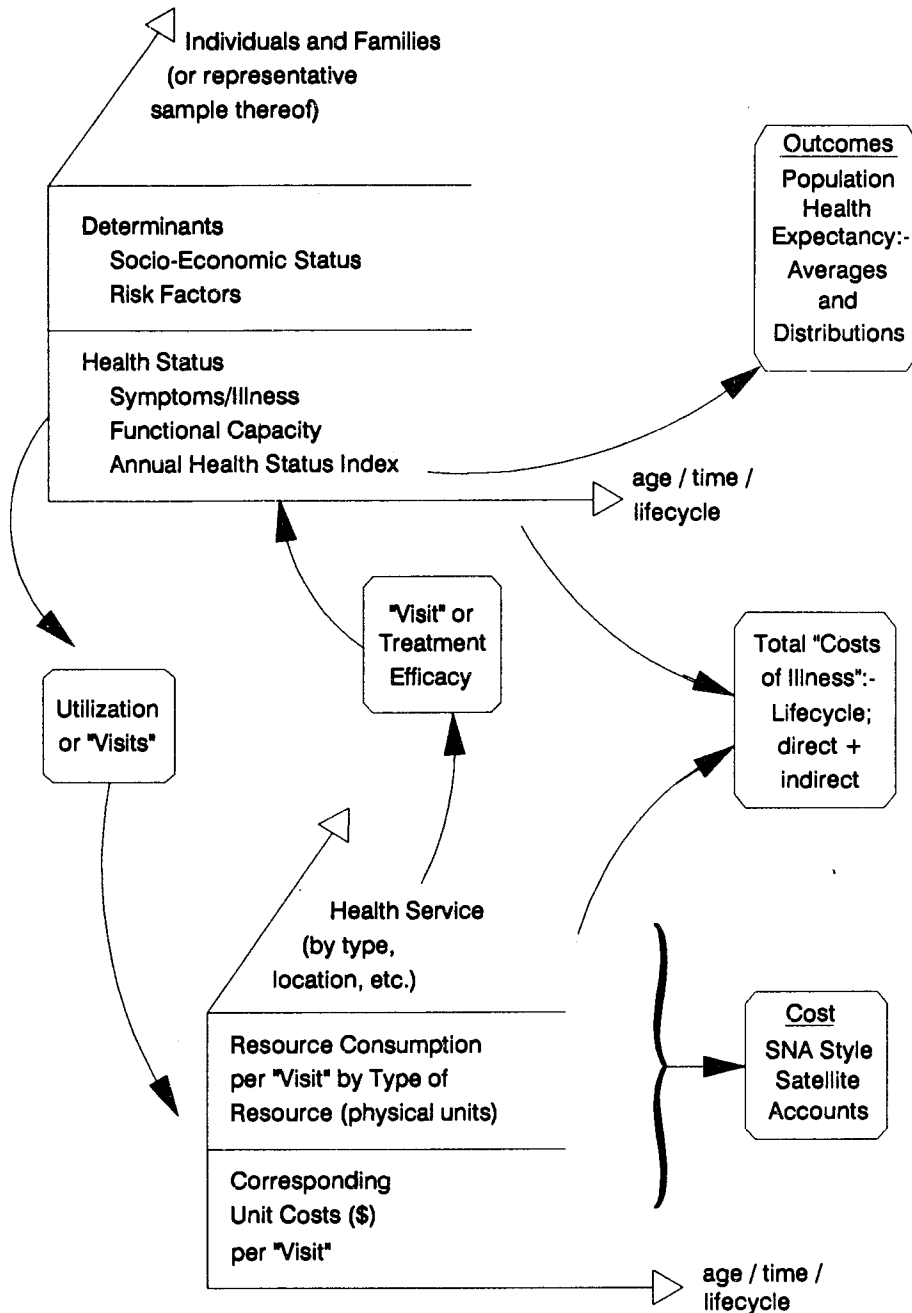 Individuals and Families
(or representative
sample thereof)
Outcomes
Population
Health
Expectancy:-
Averages
and
Distributions
Determinants
Socio-Economic Status
Risk Factors
Health Status
Symptoms/Illness
Functional Capacity
Annual Health Status Index
age / time /
lifecycle
"Visit" or
Treatment
Efficacy
Utilization
or "Visits"
Total "Costs
of Illness":-
Lifecycle;
direct +
indirect
Health Service
(by type,
location, etc.)
Resource Consumption
per "Visit" by Type of
Resource (physical units)
Cost
SNA Style
Satellite
Accounts
Corresponding
Unit Costs ($)
per "Visit"
age / time /
lifecycle